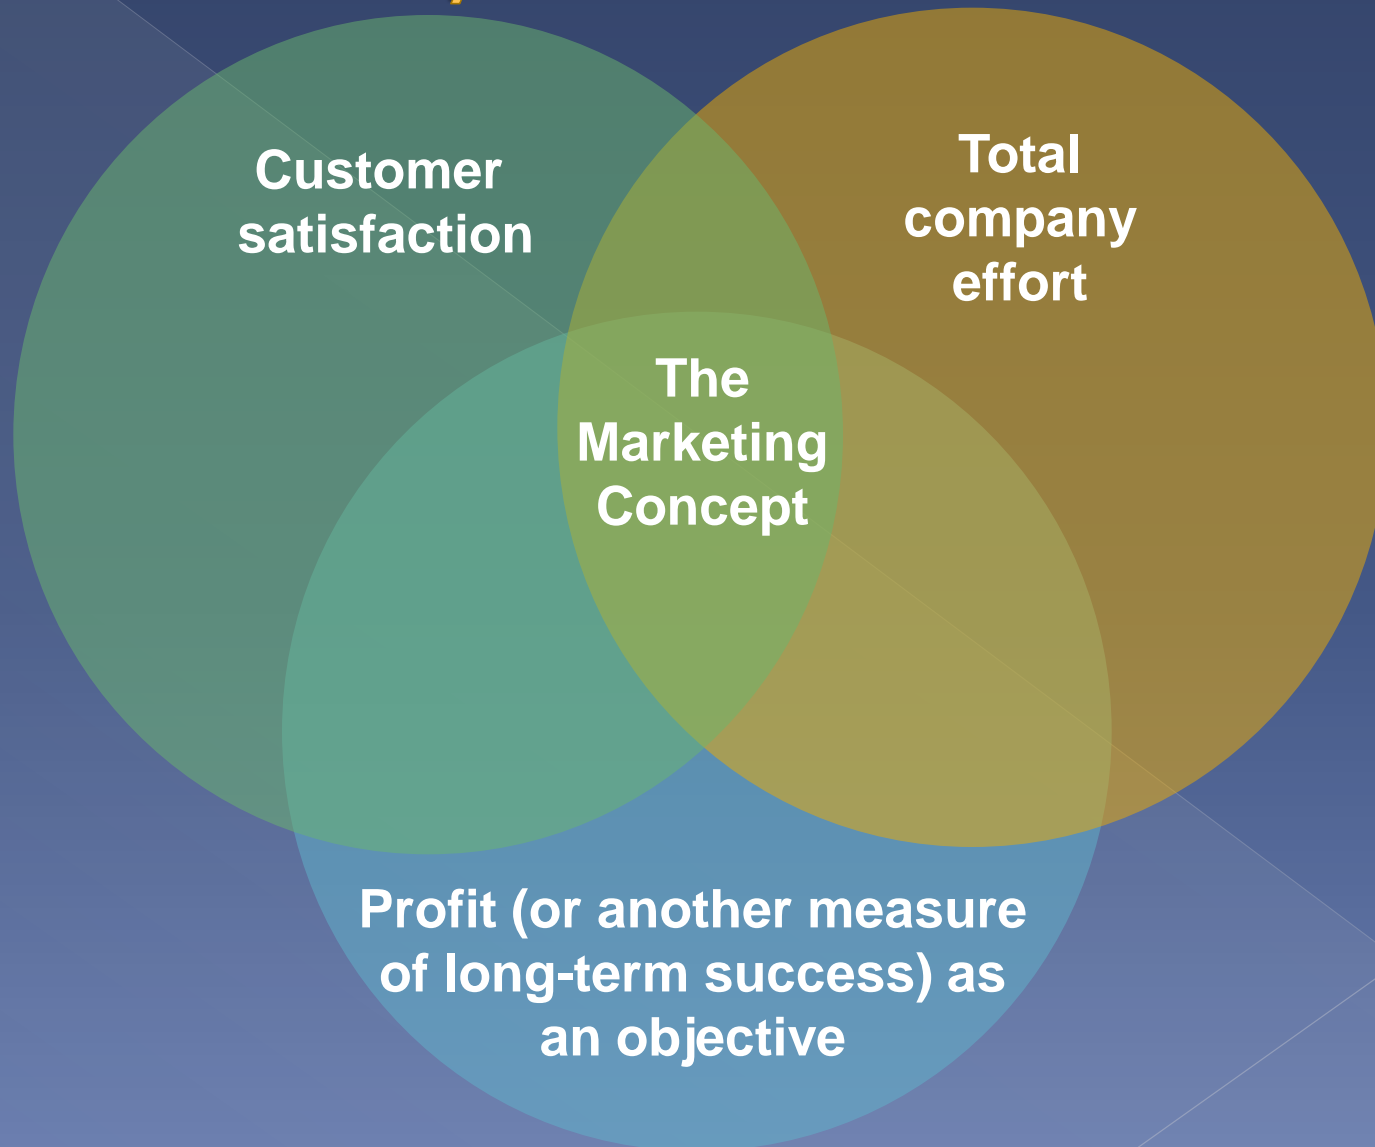 Customer
satisfaction
Total
company
effort
The
Marketing
Concept
Profit (or another measure
of long-term success) as
an objective